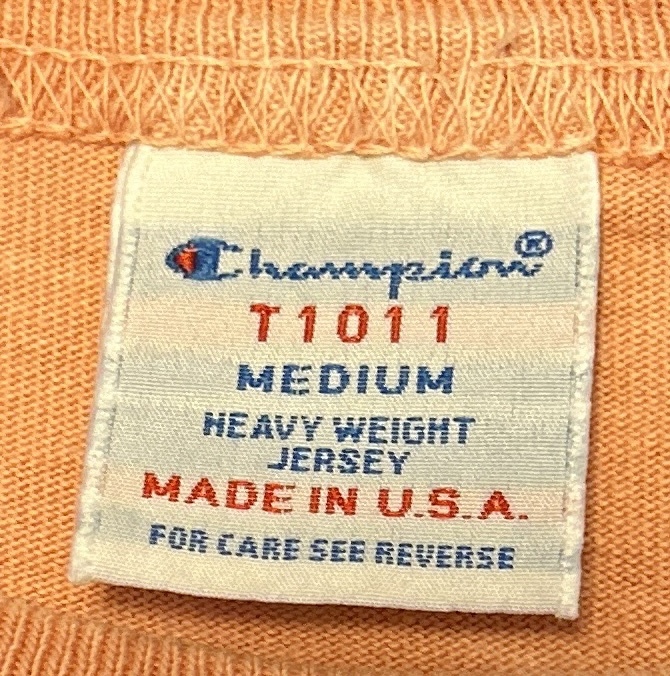 Champion®
T1011
MEDIUM
HEAVY WEIGHT
JERSEY
MADE IN U.S.A.
FOR CARE SEE REVERSE